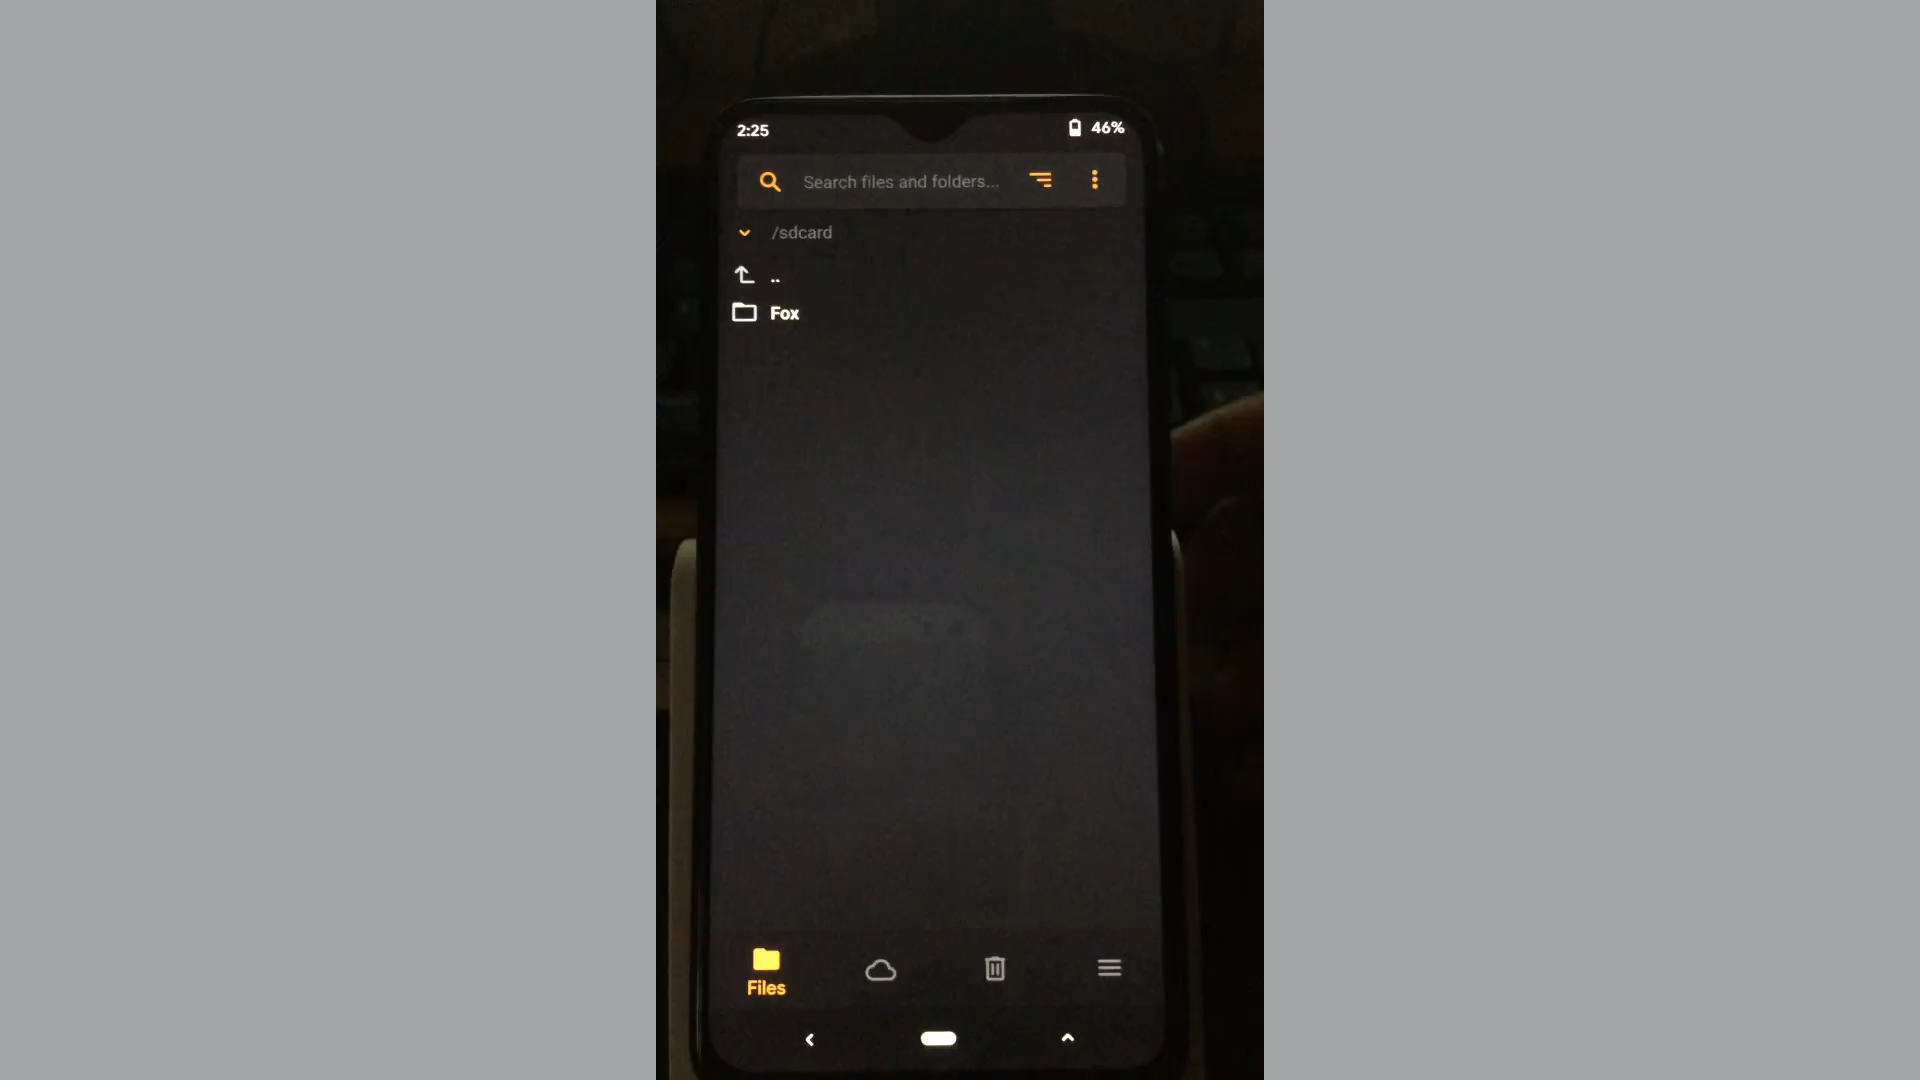 2:25
46%
Search files and folders...
/sdcard
..
Fox
Files